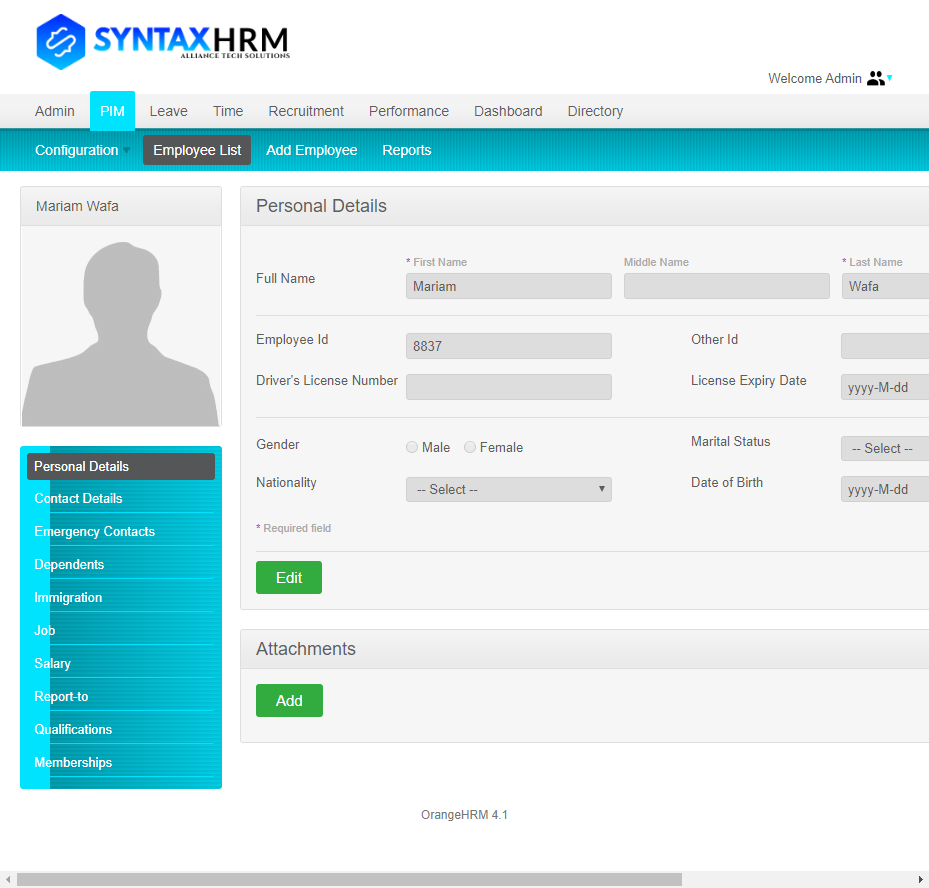 SYNTAXHRM
ALLIANCE TECH SOLUTIONS
Welcome Admin
Admin PIM Leave Time Recruitment Performance Dashboard Directory
Configuration Employee List Add Employee Reports
Mariam Wafa
Personal Details
Contact Details
Emergency Contacts
Dependents
Immigration
Job
Salary
Report-to
Qualifications
Memberships
Personal Details
* First Name Middle Name * Last Name
Full Name Mariam Wafa
Employee Id 8837 Other Id
Driver's License Number License Expiry Date yyyy-M-dd
Gender Male Female Marital Status -- Select --
Nationality -- Select -- Date of Birth yyyy-M-dd
* Required field
Edit
Attachments
Add
OrangeHRM 4.1